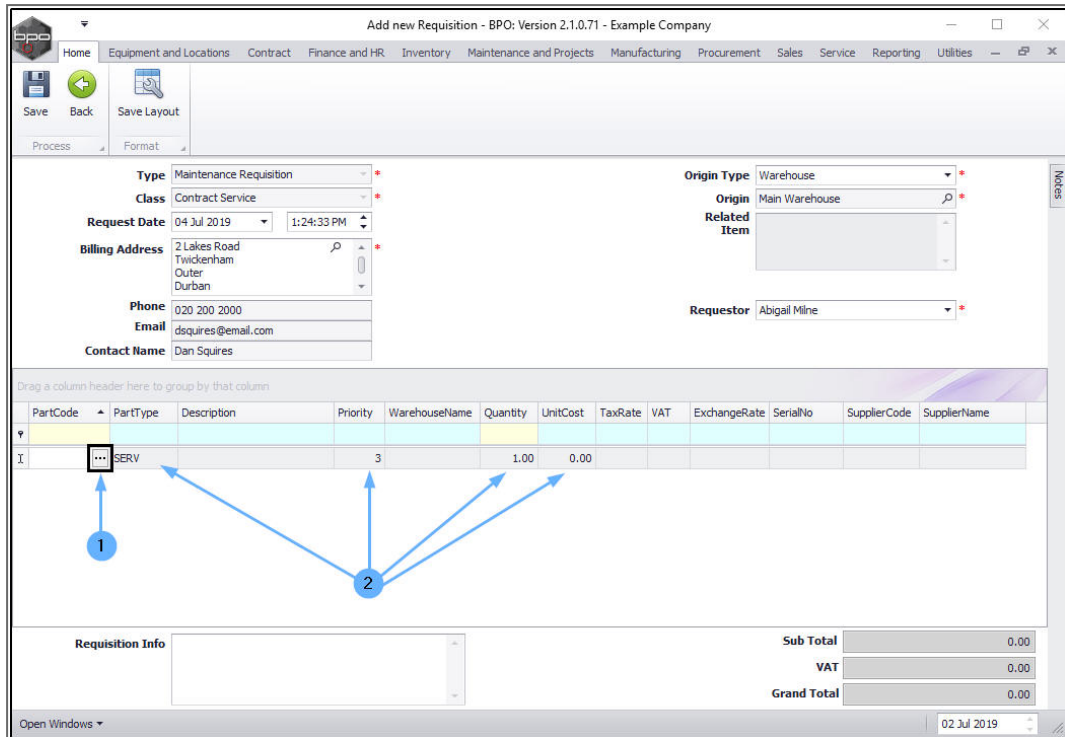 bpo
Add new Requisition - BPO: Version 2.1.0.71 - Example Company
Home Equipment and Locations Contract Finance and HR Inventory Maintenance and Projects Manufacturing Procurement Sales Service Reporting Utilities
Save Back Save Layout
Process Format
Type Maintenance Requisition * Origin Type Warehouse *
Class Contract Service * Origin Main Warehouse *
Request Date 04 Jul 2019 1:24:33 PM Related Item
Billing Address 2 Lakes Road *
Twickenham
Outer
Durban
Phone 020 200 2000 Requestor Abigail Milne *
Email dsquires@email.com
Contact Name Dan Squires
Notes
Drag a column header here to group by that column
PartCode PartType Description Priority WarehouseName Quantity UnitCost TaxRate VAT ExchangeRate SerialNo SupplierCode SupplierName
... SERV 3 1.00 0.00
1
2
Requisition Info Sub Total 0.00
VAT 0.00
Grand Total 0.00
Open Windows 02 Jul 2019